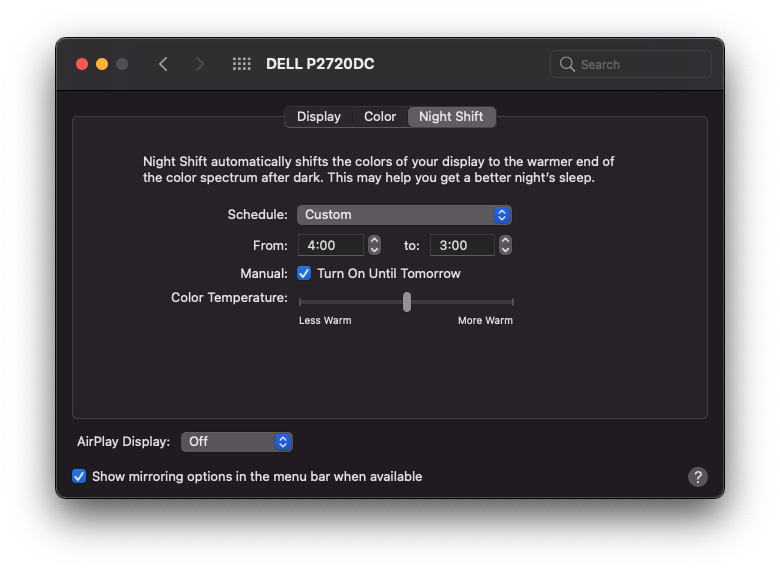 DELL P2720DC
Search
Display Color Night Shift
Night Shift automatically shifts the colors of your display to the warmer end of
the color spectrum after dark. This may help you get a better night's sleep.
Schedule: Custom
From: 4:00 to: 3:00
Manual: Turn On Until Tomorrow
Color Temperature:
Less Warm More Warm
AirPlay Display: Off
Show mirroring options in the menu bar when available
?